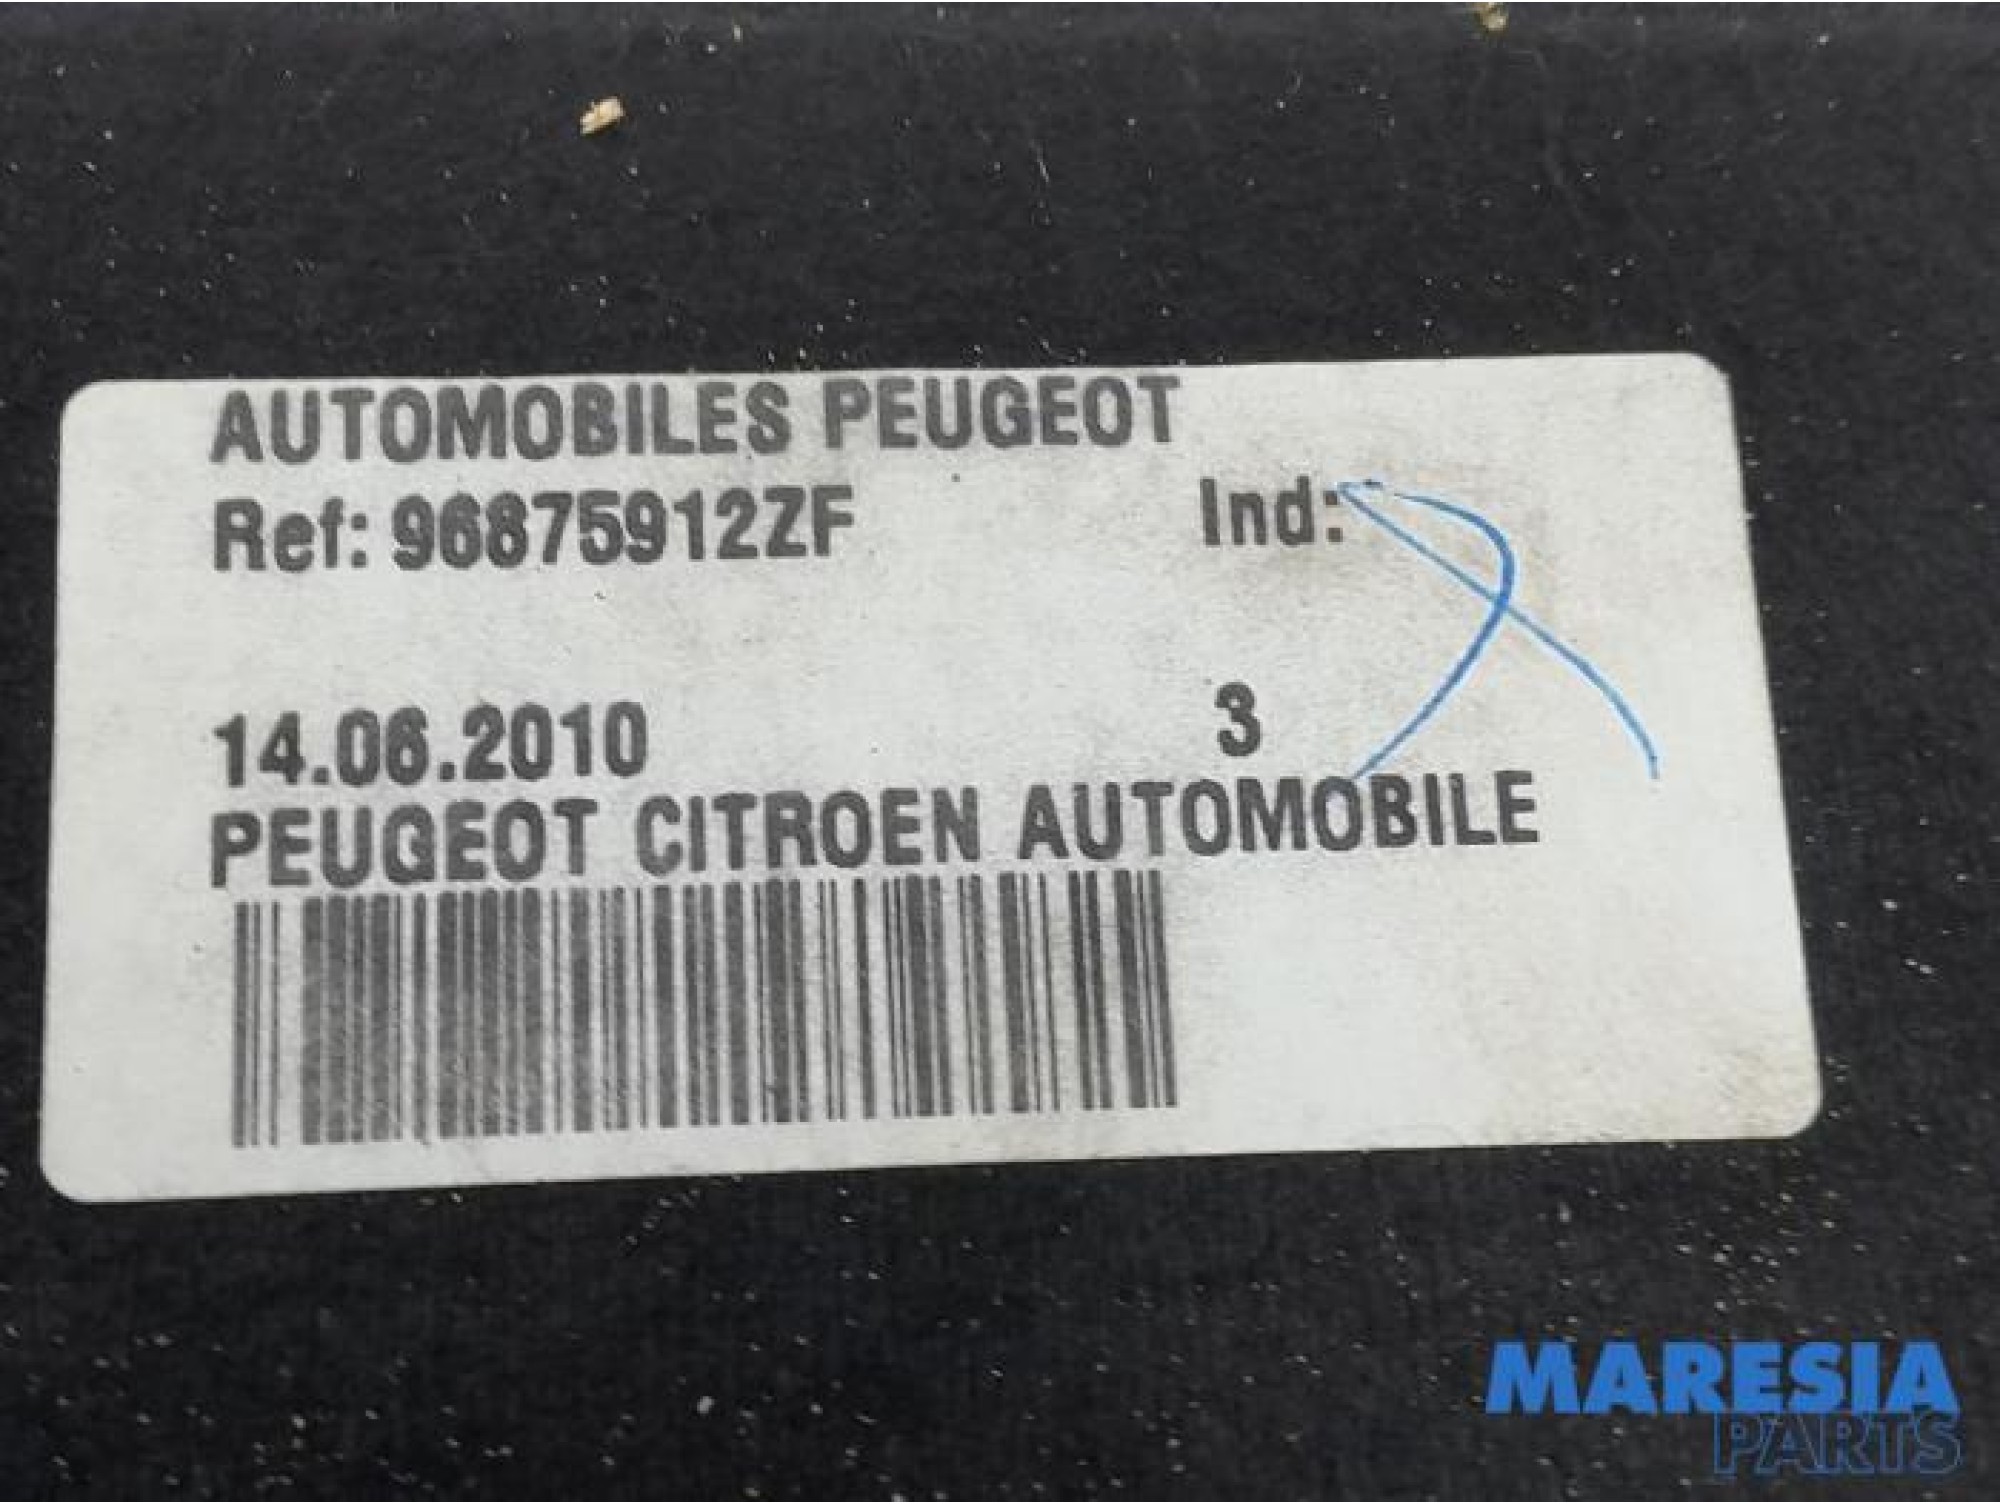 AUTOMOBILES PEUGEOT
Ref: 96875912ZF Ind:
14.06.2010 3
PEUGEOT CITROEN AUTOMOBILE
MARESIA
PARTS